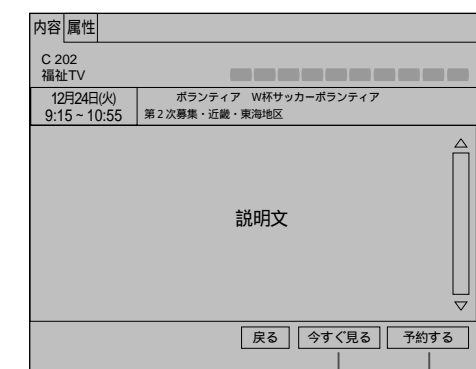 内容 属性
C 202
福祉TV
12月24日(火) ボランティア W杯サッカーボランティア
9:15 ~ 10:55 第2次募集・近畿・東海地区
説明文
戻る 今すぐ見る 予約する